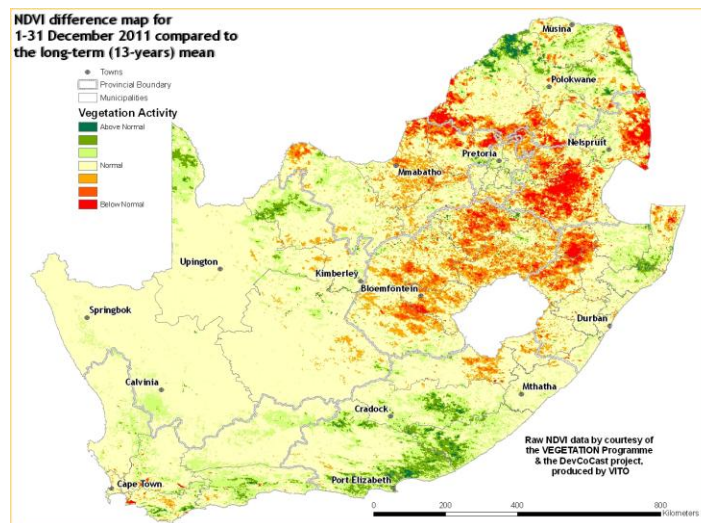 NDVI difference map for
1-31 December 2011 compared to
the long-term (13-years) mean
Towns
Provincial Boundary
Municipalities
Vegetation Activity
Above Normal
Normal
Below Normal
Musina
Polokwane
Nelspruit
Pretoria
Mmabatho
Upington
Kimberley
Bloemfontein
Springbok
Durban
Calvinia
Mthatha
Cradock
Cape Town
Port Elizabeth
Raw NDVI data by courtesy of
the VEGETATION Programme
& the DevCoCast project,
produced by VITO
0 200 400 600 800
Kilometers